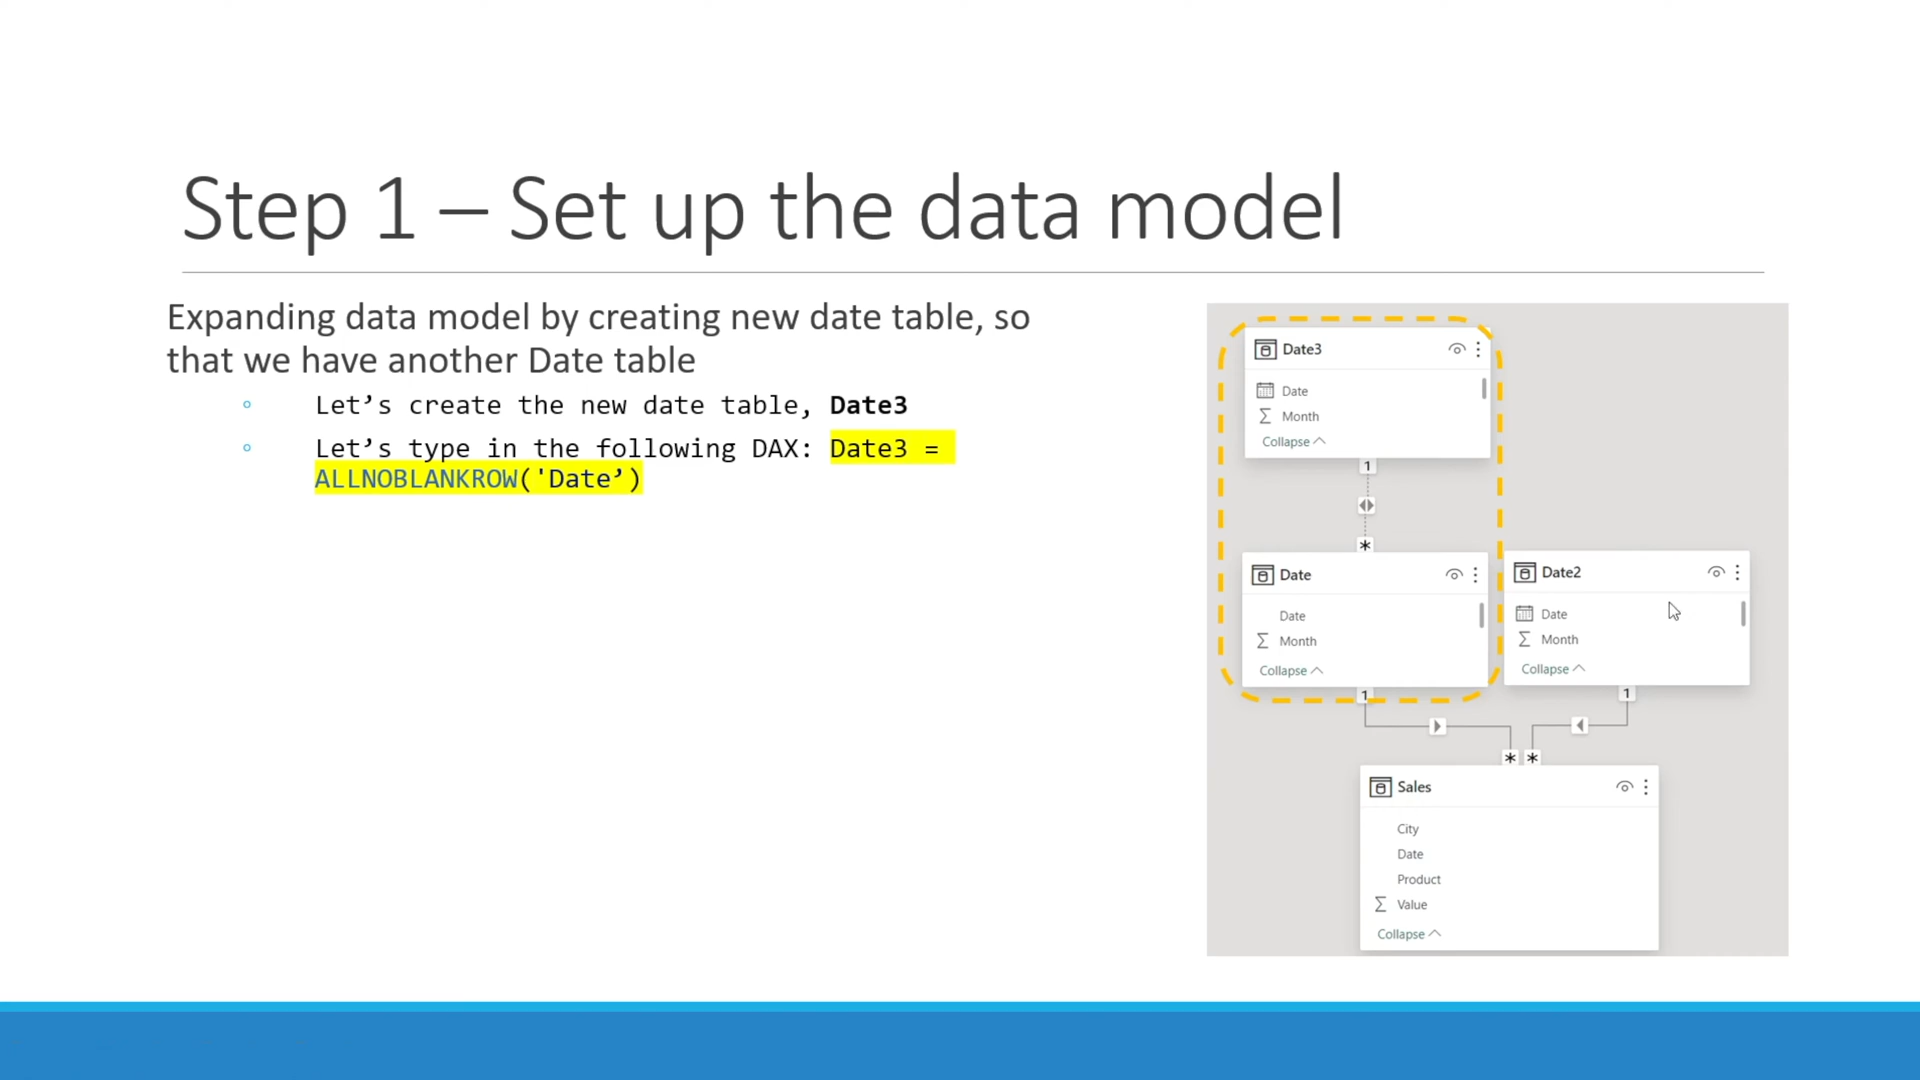 Step 1 – Set up the data model
Expanding data model by creating new date table, so
that we have another Date table
Let’s create the new date table, Date3
Let’s type in the following DAX: Date3 =
ALLNOBLANKROW('Date’)
Date3
Date
Month
Collapse
1
*
Date
Date
Month
Collapse
1
Date2
Date
Month
Collapse
1
* *
Sales
City
Date
Product
Value
Collapse